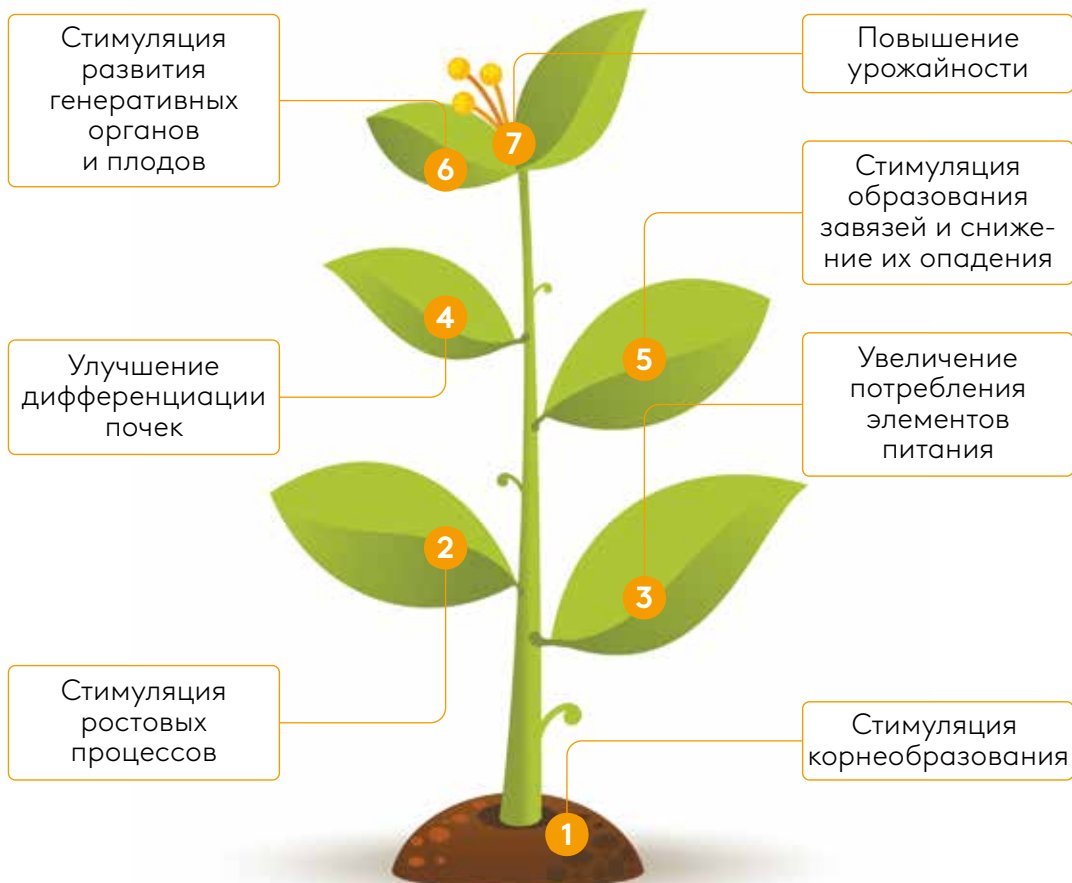 Стимуляция
развития
генеративных
органов
и плодов
Повышение
урожайности
6
7
Стимуляция
образования
завязей и сниже-
ние их опадения
4
5
Улучшение
дифференциации
почек
Увеличение
потребления
элементов
питания
2
3
Стимуляция
ростовых
процессов
Стимуляция
корнеобразования
1